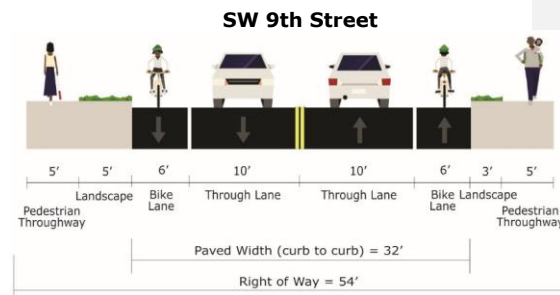 SW 9th Street
5' 5' 6' 10' 10' 6' 3' 5'
Landscape Bike Lane Through Lane Through Lane Bike Lane Landscape
Pedestrian Throughway Pedestrian Throughway
Paved Width (curb to curb) = 32'
Right of Way = 54'